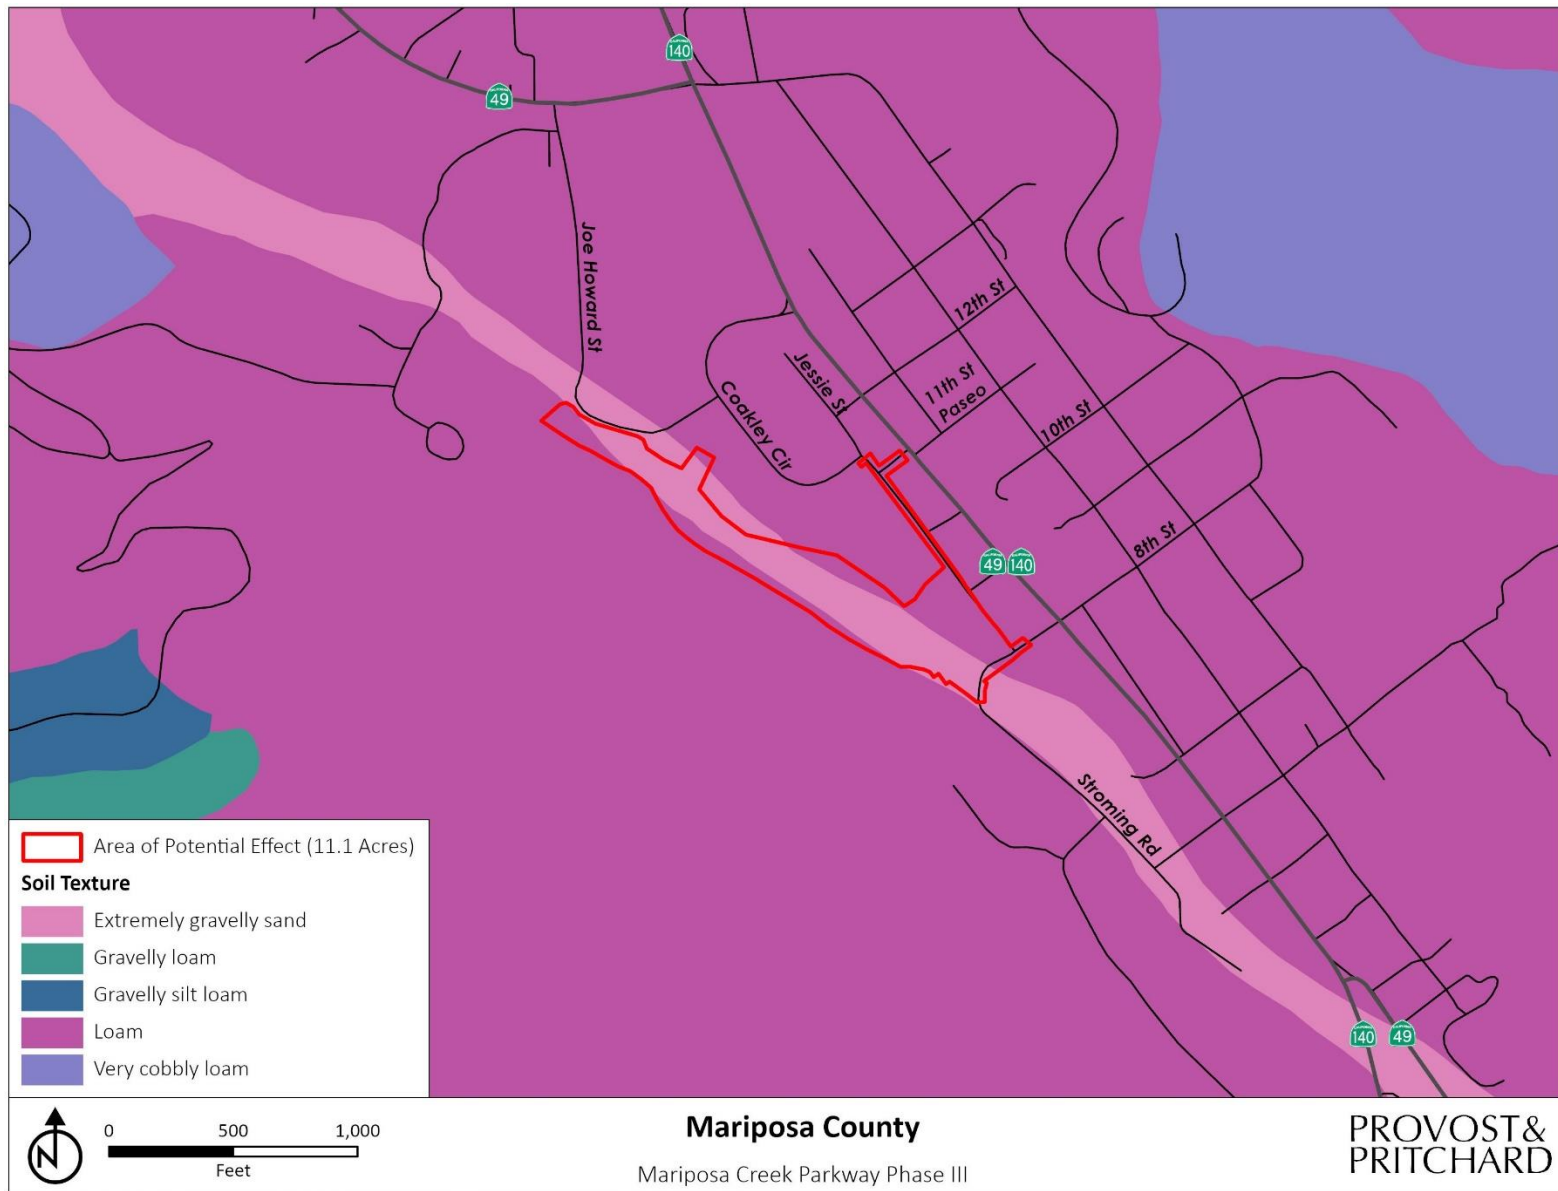 140
49
Joe Howard St
12th St
Jessie St
11th St
Paseo
Coakley Cir
10th St
8th St
49
140
Stroming Rd
140
49
Area of Potential Effect (11.1 Acres)
Soil Texture
Extremely gravelly sand
Gravelly loam
Gravelly silt loam
Loam
Very cobbly loam
N
0 500 1,000
Feet
Mariposa County
Mariposa Creek Parkway Phase III
PROVOST&
PRITCHARD